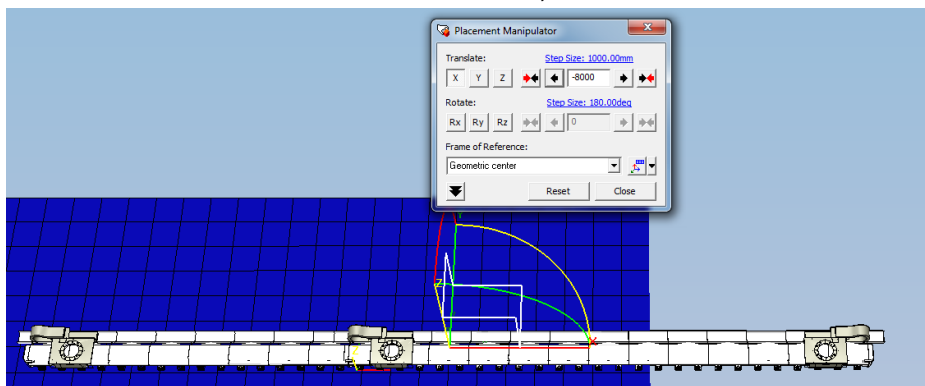 Placement Manipulator
Translate:
Step Size: 1000.00mm
X Y Z -8000
Rotate:
Step Size: 180.00deg
Rx Ry Rz 0
Frame of Reference:
Geometric center
Reset Close
Y
Z
X
Z